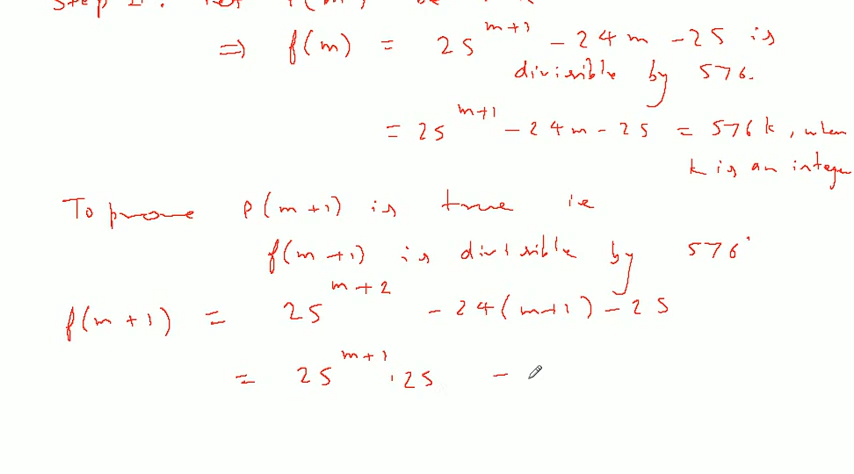 ⇒ f(m) = 25^{m+1} - 24m - 25 is
divisible by 576.
= 25^{m+1} - 24m - 25 = 576k, when
k is an integer
To prove P(m+1) is true ie
f(m+1) is divisible by 576
f(m+1) = 25^{m+2} - 24(m+1) - 25
= 25^{m+1} . 25 -